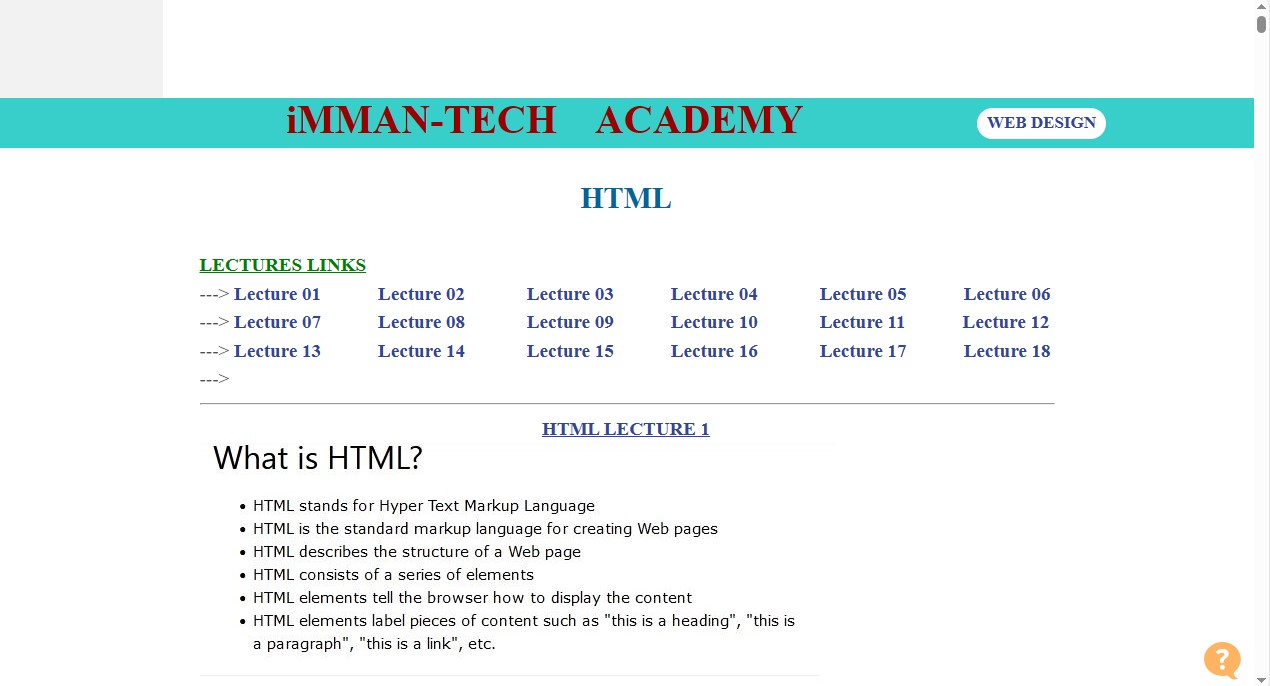 iMMAN-TECH ACADEMY WEB DESIGN
HTML
LECTURES LINKS
---> Lecture 01 Lecture 02 Lecture 03 Lecture 04 Lecture 05 Lecture 06
---> Lecture 07 Lecture 08 Lecture 09 Lecture 10 Lecture 11 Lecture 12
---> Lecture 13 Lecture 14 Lecture 15 Lecture 16 Lecture 17 Lecture 18
--->
HTML LECTURE 1
What is HTML?
• HTML stands for Hyper Text Markup Language
• HTML is the standard markup language for creating Web pages
• HTML describes the structure of a Web page
• HTML consists of a series of elements
• HTML elements tell the browser how to display the content
• HTML elements label pieces of content such as "this is a heading", "this is
a paragraph", "this is a link", etc.
?